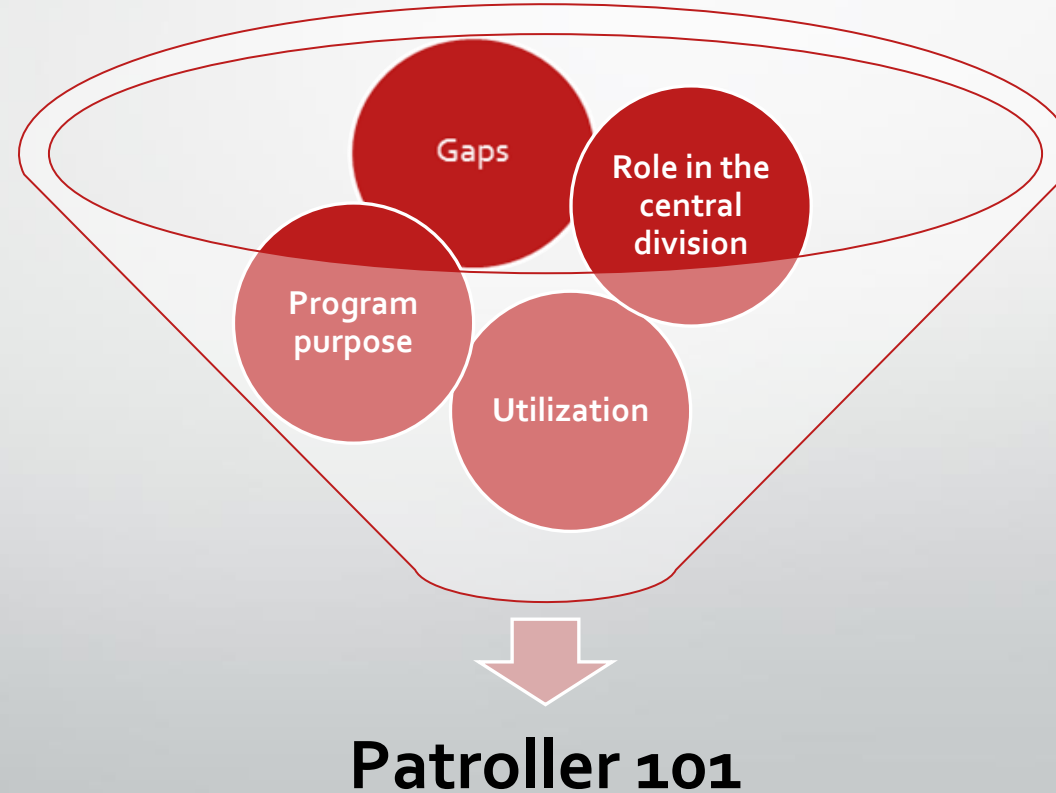 Gaps
Role in the
central
division
Program
purpose
Utilization
Patroller 101